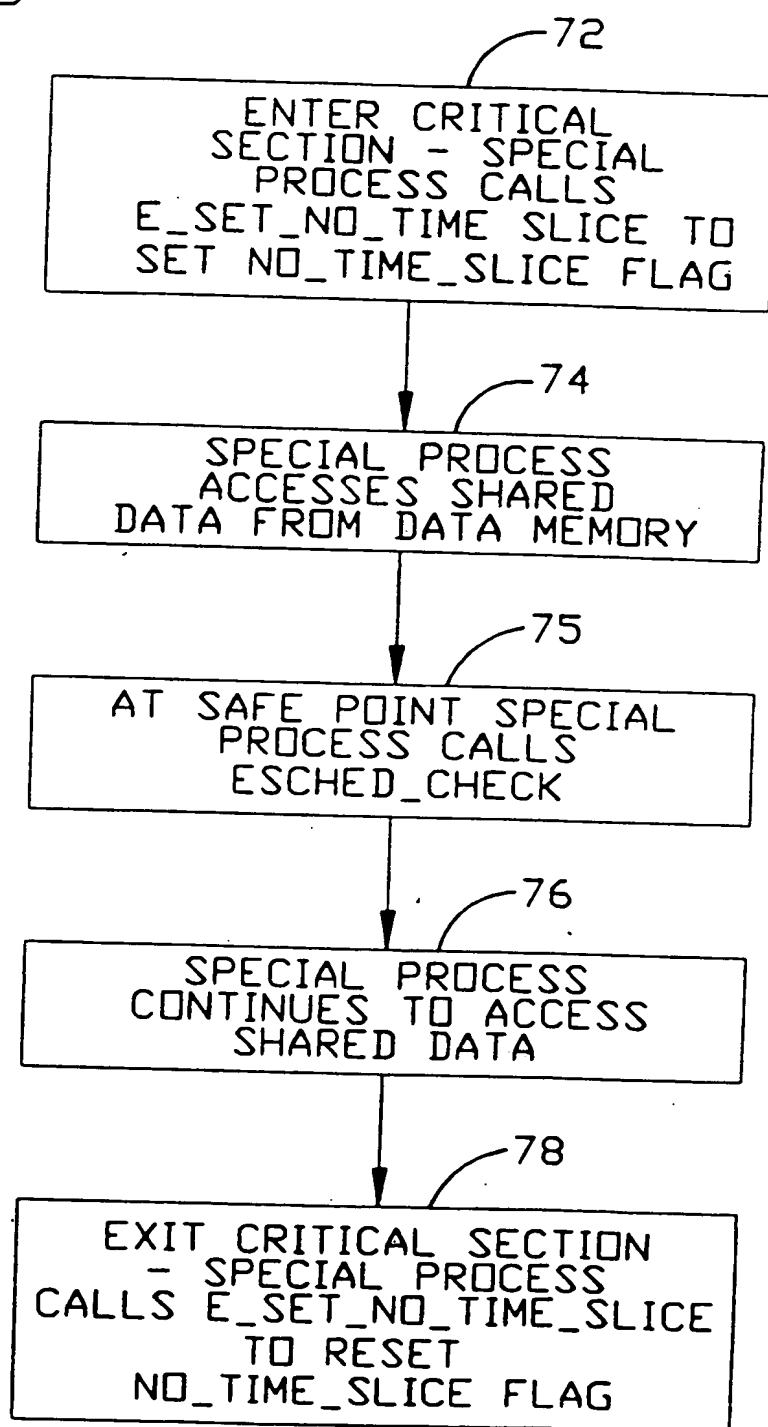 72
ENTER CRITICAL
SECTION - SPECIAL
PROCESS CALLS
E_SET_NO_TIME SLICE TO
SET NO_TIME_SLICE FLAG
74
SPECIAL PROCESS
ACCESSES SHARED
DATA FROM DATA MEMORY
75
AT SAFE POINT SPECIAL
PROCESS CALLS
ESCHED_CHECK
76
SPECIAL PROCESS
CONTINUES TO ACCESS
SHARED DATA
78
EXIT CRITICAL SECTION
- SPECIAL PROCESS
CALLS E_SET_NO_TIME_SLICE
TO RESET
NO_TIME_SLICE FLAG